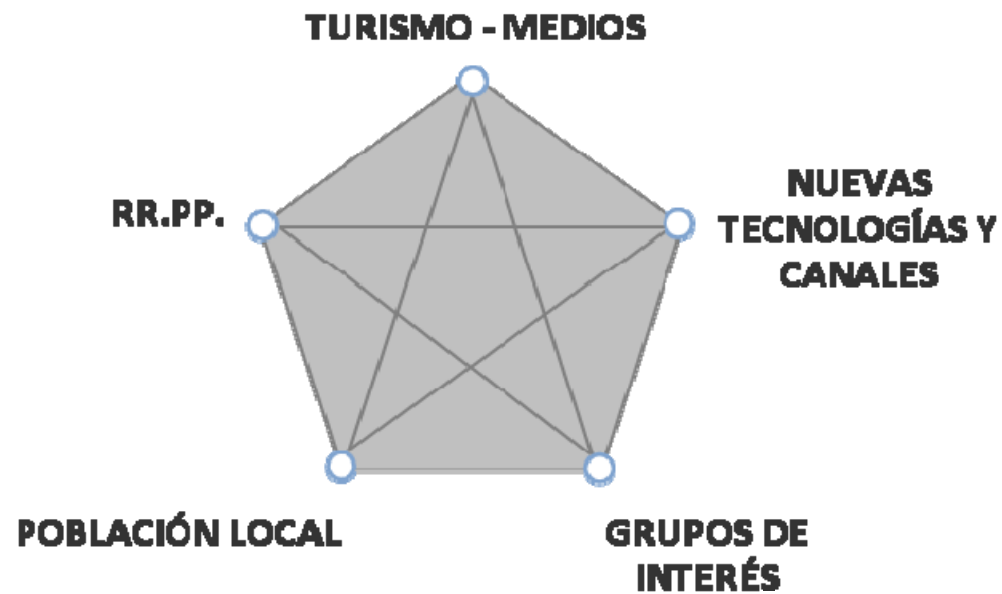 TURISMO - MEDIOS
RR.PP.
NUEVAS
TECNOLOGÍAS Y
CANALES
POBLACIÓN LOCAL
GRUPOS DE
INTERÉS